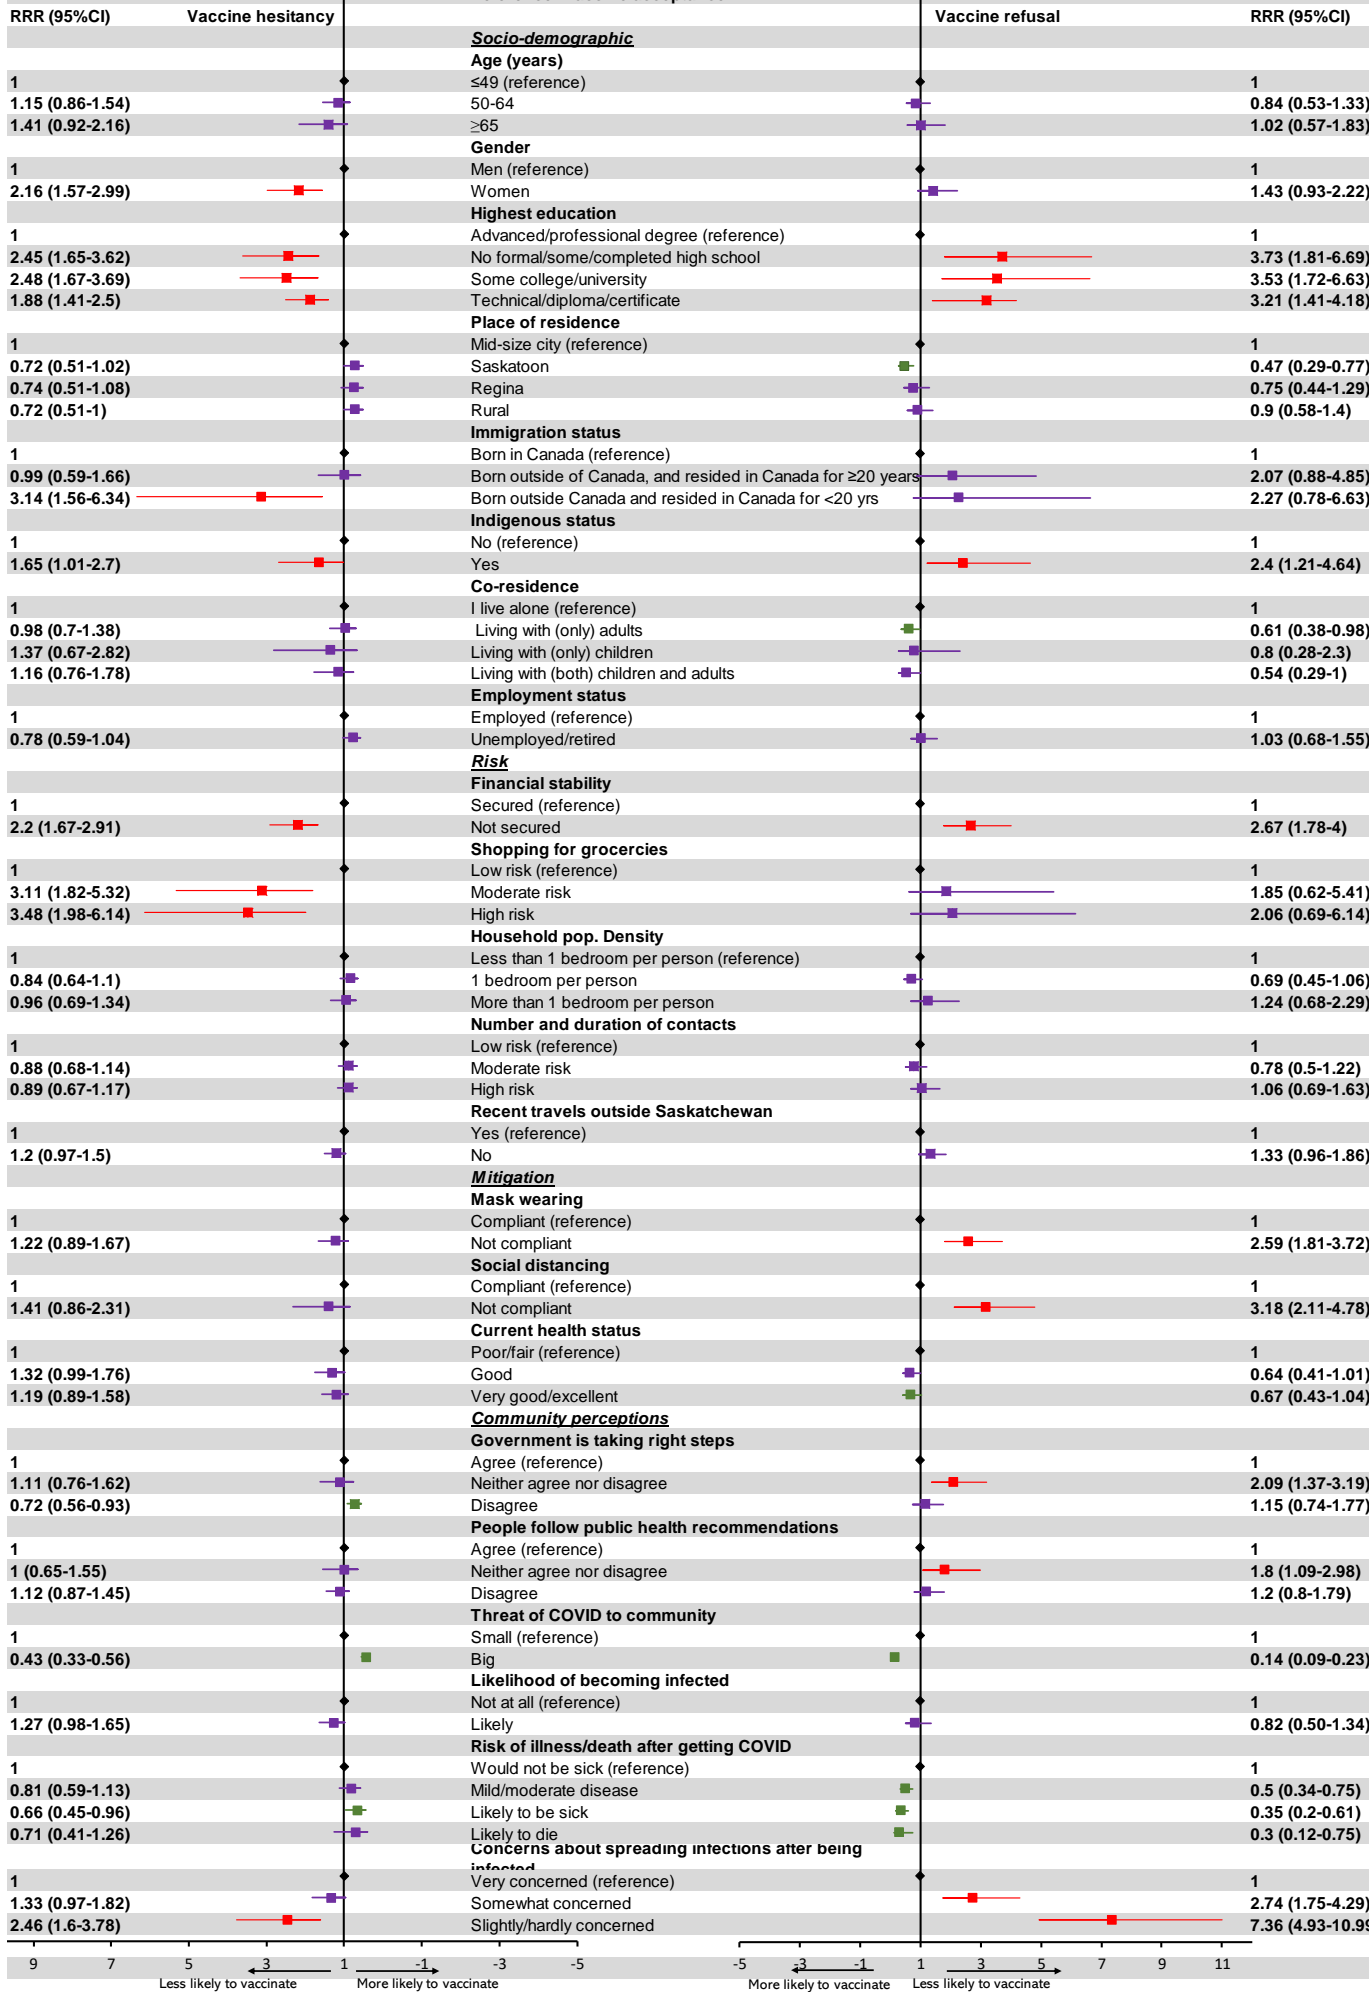 RRR (95%CI) Vaccine hesitancy Vaccine refusal RRR (95%CI)
Socio-demographic
Age (years)
1 ≤49 (reference) 1
1.15 (0.86-1.54) 50-64 0.84 (0.53-1.33)
1.41 (0.92-2.16) ≥65 1.02 (0.57-1.83)
Gender
1 Men (reference) 1
2.16 (1.57-2.99) Women 1.43 (0.93-2.22)
Highest education
1 Advanced/professional degree (reference) 1
2.45 (1.65-3.62) No formal/some/completed high school 3.73 (1.81-6.69)
2.48 (1.67-3.69) Some college/university 3.53 (1.72-6.63)
1.88 (1.41-2.5) Technical/diploma/certificate 3.21 (1.41-4.18)
Place of residence
1 Mid-size city (reference) 1
0.72 (0.51-1.02) Saskatoon 0.47 (0.29-0.77)
0.74 (0.51-1.08) Regina 0.75 (0.44-1.29)
0.72 (0.51-1) Rural 0.9 (0.58-1.4)
Immigration status
1 Born in Canada (reference) 1
0.99 (0.59-1.66) Born outside of Canada, and resided in Canada for ≥20 years 2.07 (0.88-4.85)
3.14 (1.56-6.34) Born outside Canada and resided in Canada for <20 yrs 2.27 (0.78-6.63)
Indigenous status
1 No (reference) 1
1.65 (1.01-2.7) Yes 2.4 (1.21-4.64)
Co-residence
1 I live alone (reference) 1
0.98 (0.7-1.38) Living with (only) adults 0.61 (0.38-0.98)
1.37 (0.67-2.82) Living with (only) children 0.8 (0.28-2.3)
1.16 (0.76-1.78) Living with (both) children and adults 0.54 (0.29-1)
Employment status
1 Employed (reference) 1
0.78 (0.59-1.04) Unemployed/retired 1.03 (0.68-1.55)
Risk
Financial stability
1 Secured (reference) 1
2.2 (1.67-2.91) Not secured 2.67 (1.78-4)
Shopping for grocercies
1 Low risk (reference) 1
3.11 (1.82-5.32) Moderate risk 1.85 (0.62-5.41)
3.48 (1.98-6.14) High risk 2.06 (0.69-6.14)
Household pop. Density
1 Less than 1 bedroom per person (reference) 1
0.84 (0.64-1.1) 1 bedroom per person 0.69 (0.45-1.06)
0.96 (0.69-1.34) More than 1 bedroom per person 1.24 (0.68-2.29)
Number and duration of contacts
1 Low risk (reference) 1
0.88 (0.68-1.14) Moderate risk 0.78 (0.5-1.22)
0.89 (0.67-1.17) High risk 1.06 (0.69-1.63)
Recent travels outside Saskatchewan
1 Yes (reference) 1
1.2 (0.97-1.5) No 1.33 (0.96-1.86)
Mitigation
Mask wearing
1 Compliant (reference) 1
1.22 (0.89-1.67) Not compliant 2.59 (1.81-3.72)
Social distancing
1 Compliant (reference) 1
1.41 (0.86-2.31) Not compliant 3.18 (2.11-4.78)
Current health status
1 Poor/fair (reference) 1
1.32 (0.99-1.76) Good 0.64 (0.41-1.01)
1.19 (0.89-1.58) Very good/excellent 0.67 (0.43-1.04)
Community perceptions
Government is taking right steps
1 Agree (reference) 1
1.11 (0.76-1.62) Neither agree nor disagree 2.09 (1.37-3.19)
0.72 (0.56-0.93) Disagree 1.15 (0.74-1.77)
People follow public health recommendations
1 Agree (reference) 1
1 (0.65-1.55) Neither agree nor disagree 1.8 (1.09-2.98)
1.12 (0.87-1.45) Disagree 1.2 (0.8-1.79)
Threat of COVID to community
1 Small (reference) 1
0.43 (0.33-0.56) Big 0.14 (0.09-0.23)
Likelihood of becoming infected
1 Not at all (reference) 1
1.27 (0.98-1.65) Likely 0.82 (0.50-1.34)
Risk of illness/death after getting COVID
1 Would not be sick (reference) 1
0.81 (0.59-1.13) Mild/moderate disease 0.5 (0.34-0.75)
0.66 (0.45-0.96) Likely to be sick 0.35 (0.2-0.61)
0.71 (0.41-1.26) Likely to die 0.3 (0.12-0.75)
Concerns about spreading infections after being
infected
1 Very concerned (reference) 1
1.33 (0.97-1.82) Somewhat concerned 2.74 (1.75-4.29)
2.46 (1.6-3.78) Slightly/hardly concerned 7.36 (4.93-10.99
9 7 5 3 1 -1 -3 -5 -5 -3 -1 1 3 5 7 9 11
Less likely to vaccinate More likely to vaccinate More likely to vaccinate Less likely to vaccinate